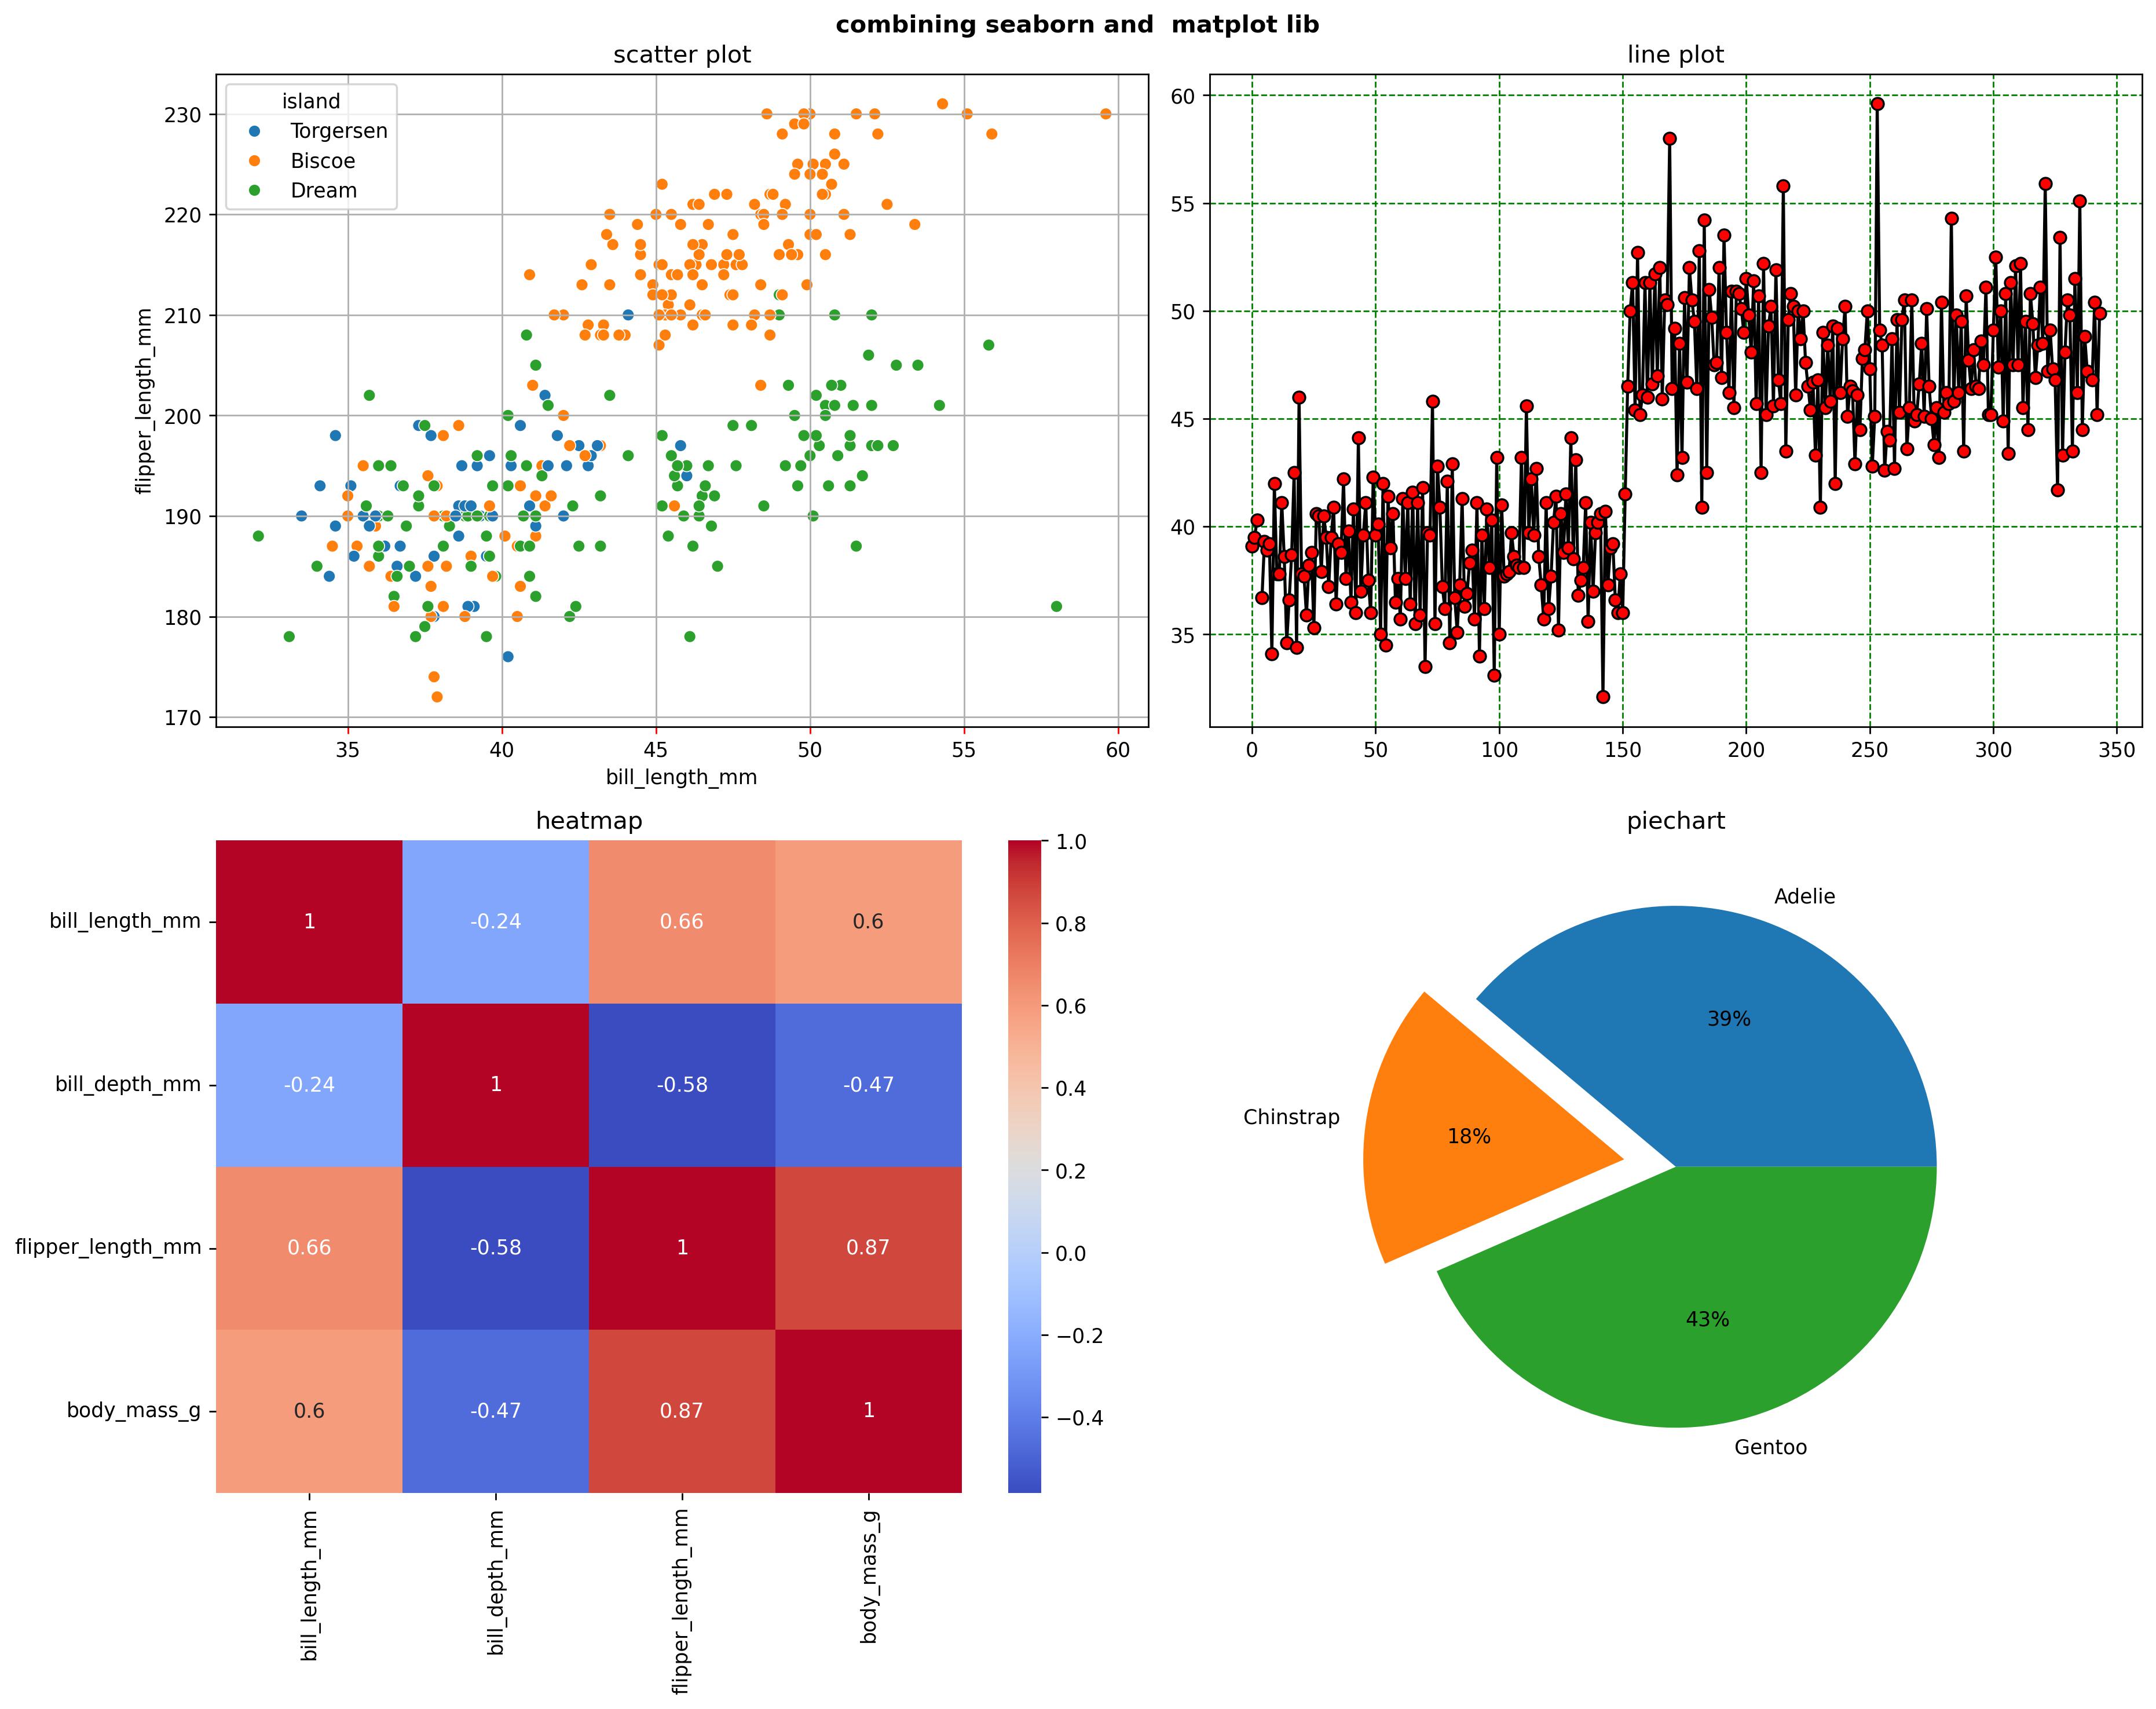 combining seaborn and  matplot lib
scatter plot
island
Torgersen
Biscoe
Dream
230
220
210
200
190
180
170
flipper_length_mm
35 40 45 50 55 60
bill_length_mm
line plot
60
55
50
45
40
35
0 50 100 150 200 250 300 350
heatmap
bill_length_mm 1 -0.24 0.66 0.6
bill_depth_mm -0.24 1 -0.58 -0.47
flipper_length_mm 0.66 -0.58 1 0.87
body_mass_g 0.6 -0.47 0.87 1
bill_length_mm
bill_depth_mm
flipper_length_mm
body_mass_g
1.0
0.8
0.6
0.4
0.2
0.0
−0.2
−0.4
piechart
Adelie
39%
Chinstrap
18%
43%
Gentoo